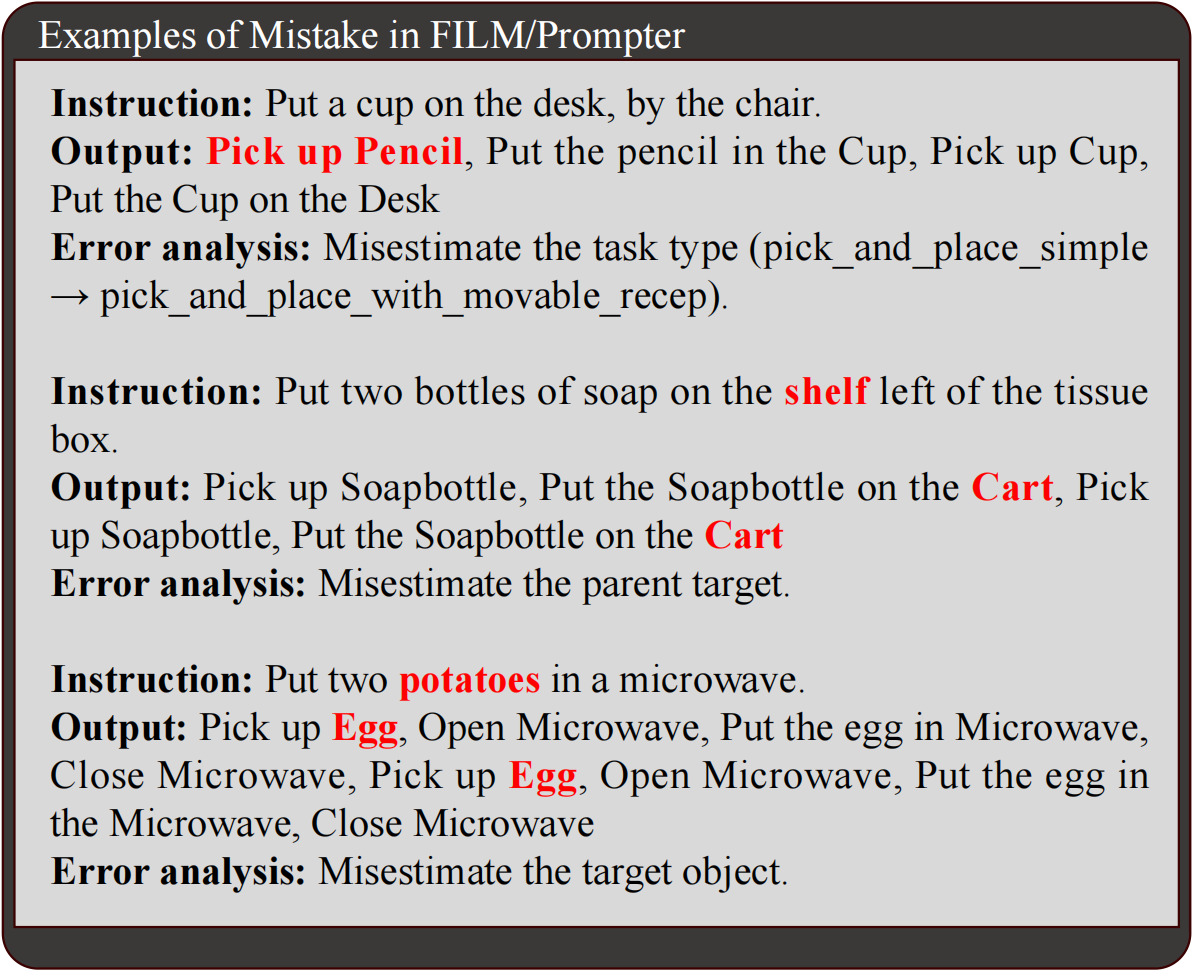 Examples of Mistake in FILM/Prompter
Instruction: Put a cup on the desk, by the chair.
Output: Pick up Pencil, Put the pencil in the Cup, Pick up Cup,
Put the Cup on the Desk
Error analysis: Misestimate the task type (pick_and_place_simple
→ pick_and_place_with_movable_recep).
Instruction: Put two bottles of soap on the shelf left of the tissue
box.
Output: Pick up Soapbottle, Put the Soapbottle on the Cart, Pick
up Soapbottle, Put the Soapbottle on the Cart
Error analysis: Misestimate the parent target.
Instruction: Put two potatoes in a microwave.
Output: Pick up Egg, Open Microwave, Put the egg in Microwave,
Close Microwave, Pick up Egg, Open Microwave, Put the egg in
the Microwave, Close Microwave
Error analysis: Misestimate the target object.